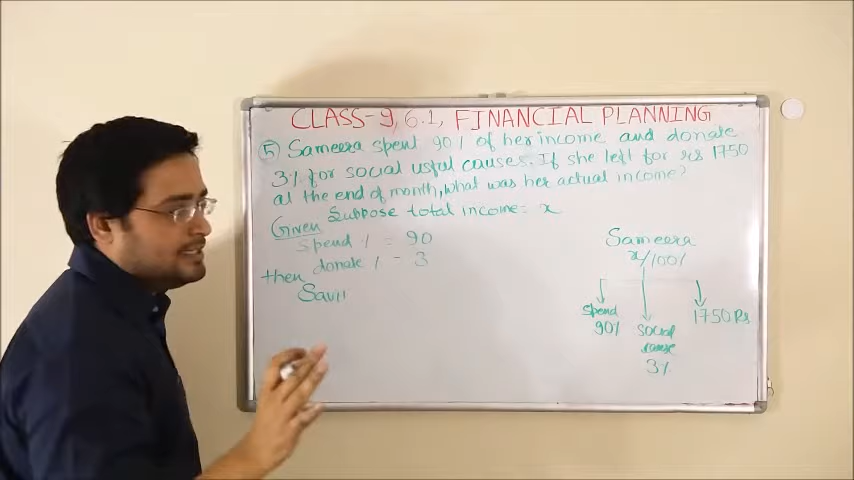 CLASS-9, 6.1, FINANCIAL PLANNING
⑤ Sameera spent 90% of her income, and donate
3% for social useful causes. If she left for rs 1750
at the end of month, what was her actual income?
Given Suppose total income = x
spend % = 90
donate % = 3
then
Savin
Sameera
x/100%
spend 90%
social cause 3%
1750 Rs